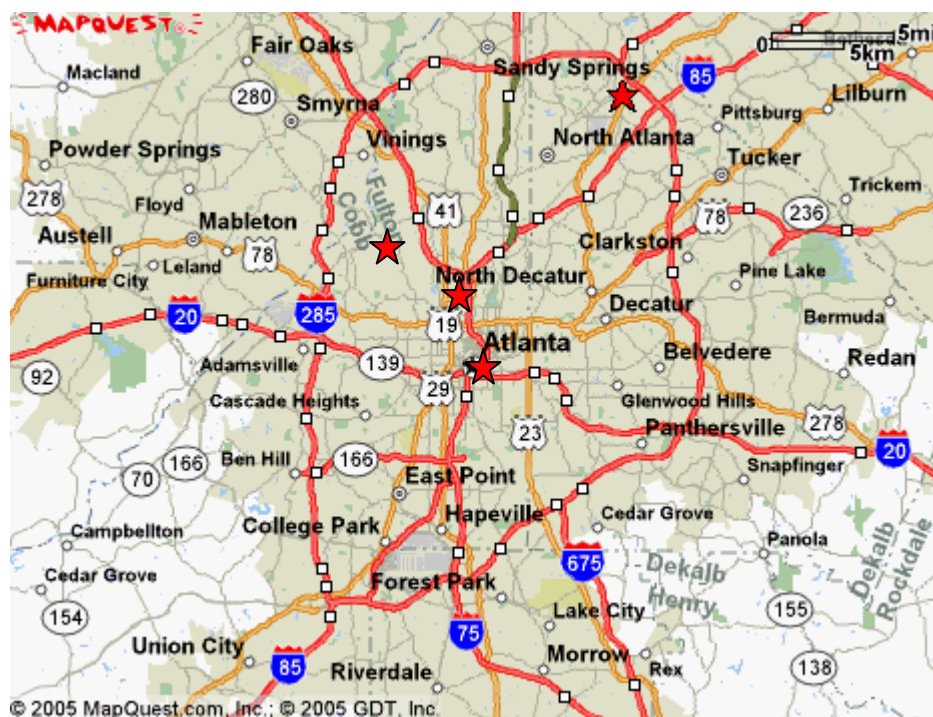 MAPQUEST
5mi
0
5km
Bethesda
Fair Oaks
Sandy Springs
85
Macland
280
Smyrna
Pittsburg
Lilburn
Powder Springs
Vinings
North Atlanta
Tucker
278
Floyd
Mableton
Fulton
Cobb
41
78
Trickem
236
Austell
78
Clarkston
Leland
Furniture City
North Decatur
Pine Lake
20
285
19
Decatur
Bermuda
Atlanta
Adamsville
139
Belvedere
Redan
92
29
Cascade Heights
Glenwood Hills
23
Panthersville
278
20
70
166
Ben Hill
166
East Point
Snapfinger
Campbellton
College Park
Hapeville
Cedar Grove
Panola
Cedar Grove
Forest Park
675
Dekalb
Henry
Dekalb
Rockdale
154
Lake City
155
Union City
75
Morrow
Rex
138
85
Riverdale
© 2005 MapQuest.com, Inc.; © 2005 GDT, Inc.